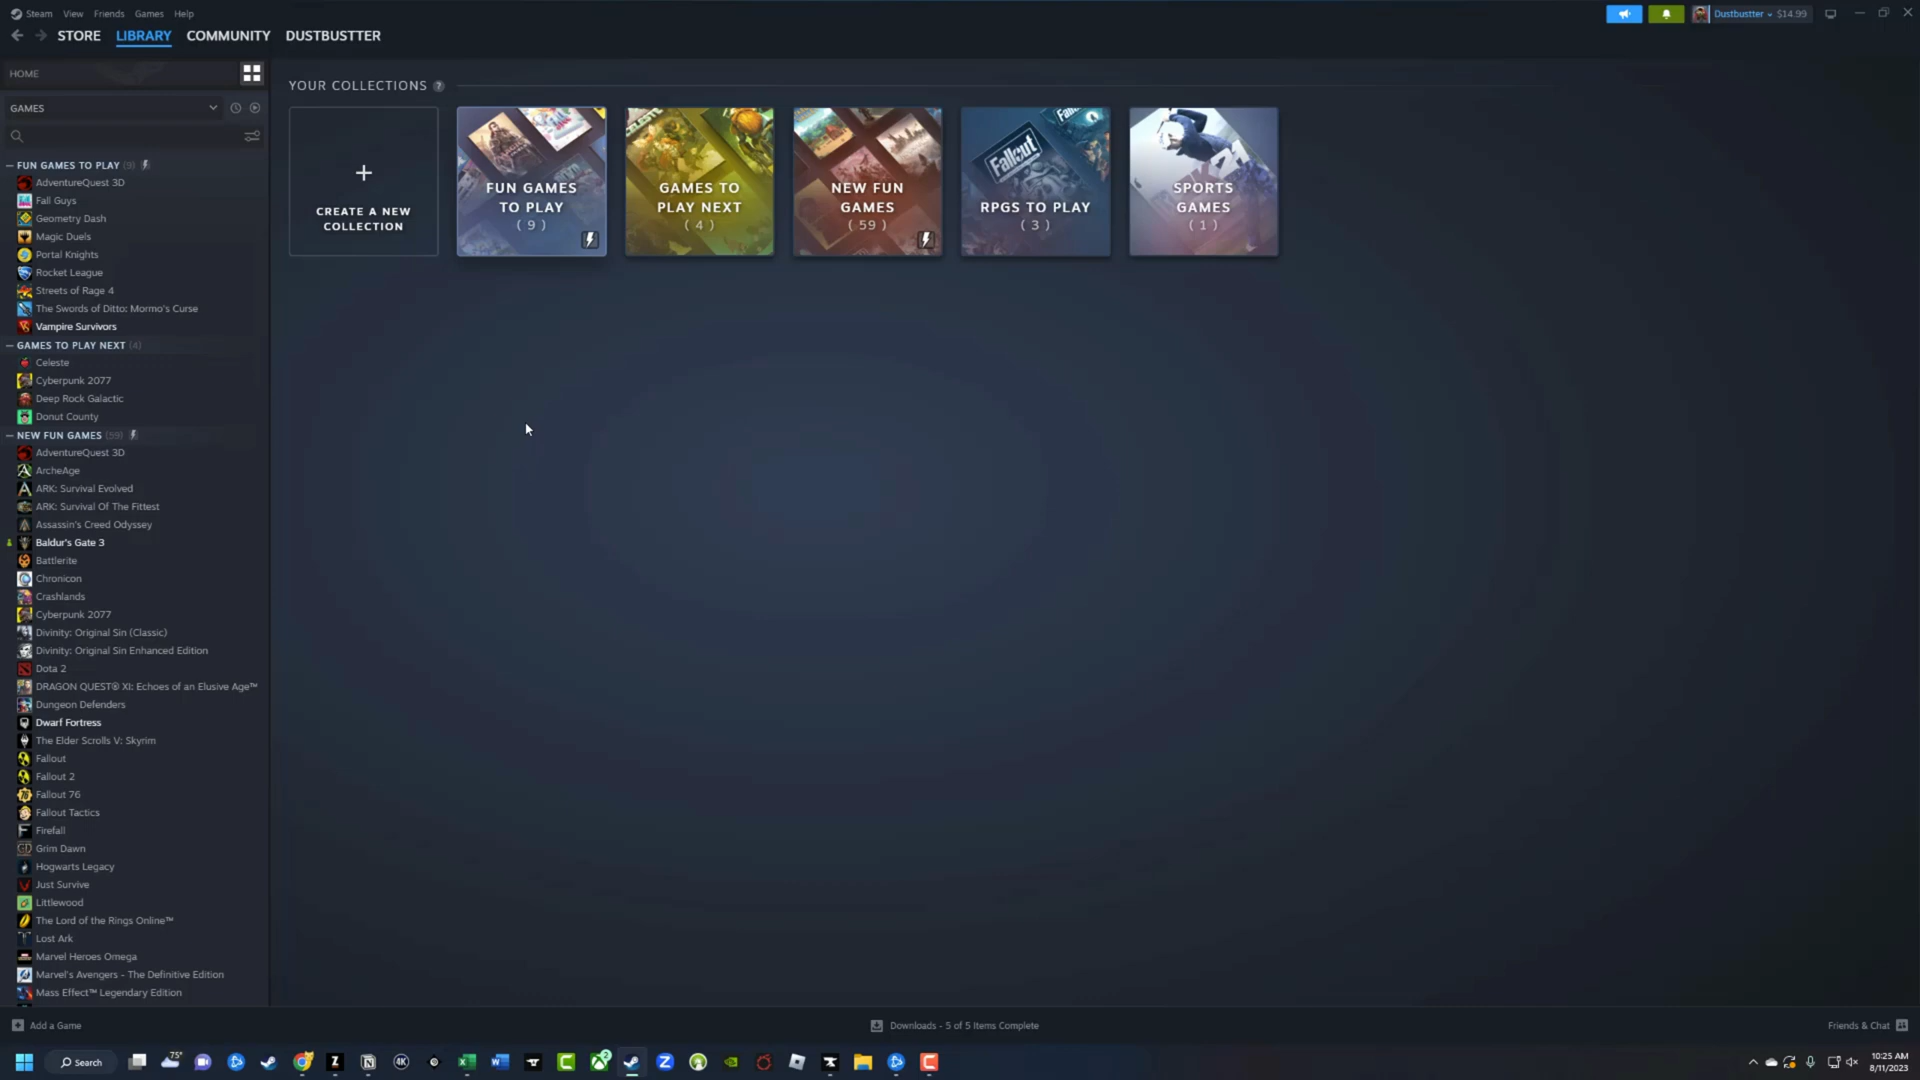 Steam View Friends Games Help
Dustbustter $14.99
STORE LIBRARY COMMUNITY DUSTBUSTTER
HOME
GAMES
FUN GAMES TO PLAY (9)
AdventureQuest 3D
Fall Guys
Geometry Dash
Magic Duels
Portal Knights
Rocket League
Streets of Rage 4
The Swords of Ditto: Mormo's Curse
Vampire Survivors
GAMES TO PLAY NEXT (4)
Celeste
Cyberpunk 2077
Deep Rock Galactic
Donut County
NEW FUN GAMES (59)
AdventureQuest 3D
ArcheAge
ARK: Survival Evolved
ARK: Survival Of The Fittest
Assassin's Creed Odyssey
Baldur's Gate 3
Battlerite
Chronicon
Crashlands
Cyberpunk 2077
Divinity: Original Sin (Classic)
Divinity: Original Sin Enhanced Edition
Dota 2
DRAGON QUEST® XI: Echoes of an Elusive Age™
Dungeon Defenders
Dwarf Fortress
The Elder Scrolls V: Skyrim
Fallout
Fallout 2
Fallout 76
Fallout Tactics
Firefall
Grim Dawn
Hogwarts Legacy
Just Survive
Littlewood
The Lord of the Rings Online™
Lost Ark
Marvel Heroes Omega
Marvel's Avengers - The Definitive Edition
Mass Effect™ Legendary Edition
YOUR COLLECTIONS ?
+
CREATE A NEW
COLLECTION
FUN GAMES
TO PLAY
( 9 )
GAMES TO
PLAY NEXT
( 4 )
NEW FUN
GAMES
( 59 )
Fallout
RPGS TO PLAY
( 3 )
SPORTS
GAMES
( 1 )
Add a Game
Downloads - 5 of 5 Items Complete
Friends & Chat
Search
75°
4K
2
10:25 AM
8/11/2023